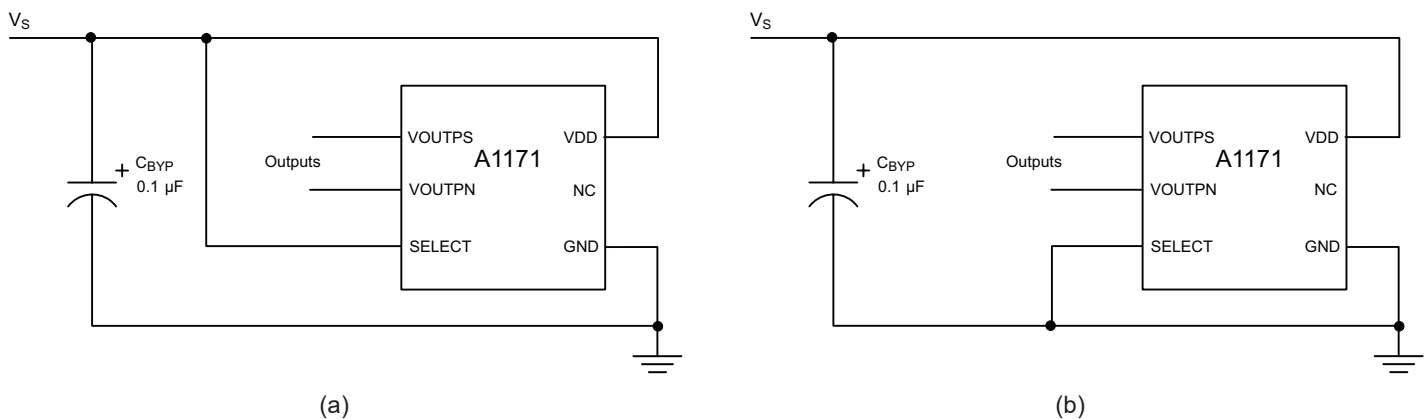 VS
CBYP
0.1 µF
+
Outputs
VOUTPS
VOUTPN
SELECT
A1171
VDD
NC
GND
(a)
VS
CBYP
0.1 µF
+
Outputs
VOUTPS
VOUTPN
SELECT
A1171
VDD
NC
GND
(b)